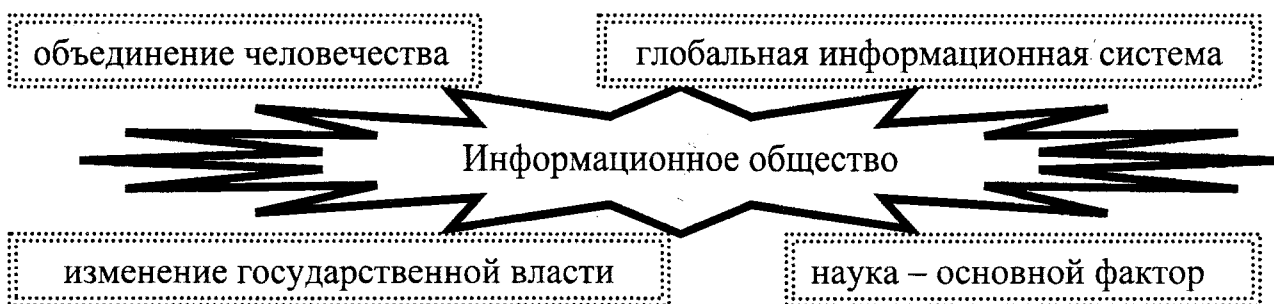 объединение человечества
глобальная информационная система
Информационное общество
изменение государственной власти
наука – основной фактор